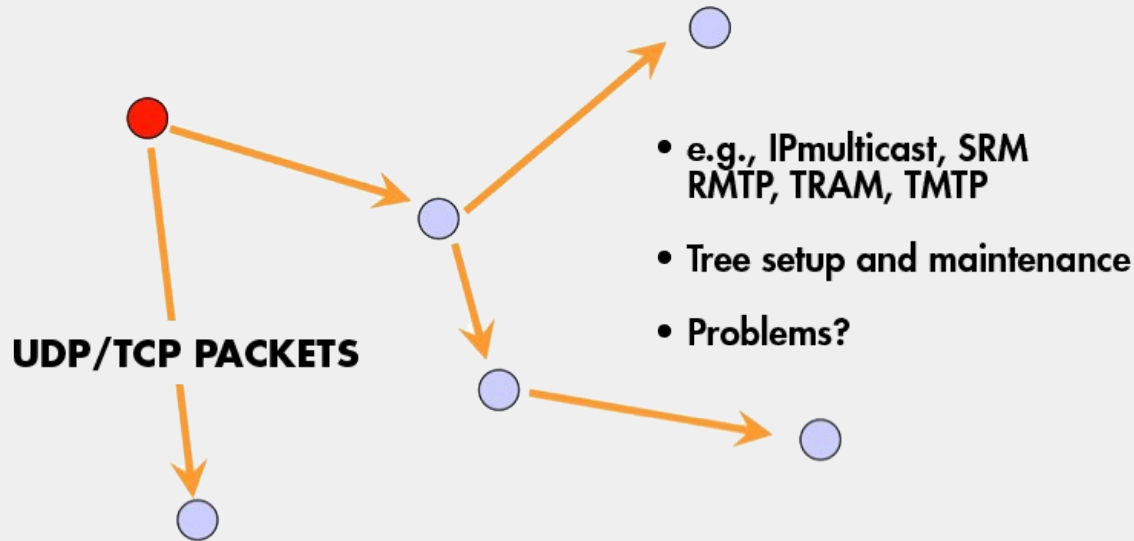 • e.g., IPmulticast, SRM
RMTP, TRAM, TMTP
• Tree setup and maintenance
• Problems?
UDP/TCP PACKETS